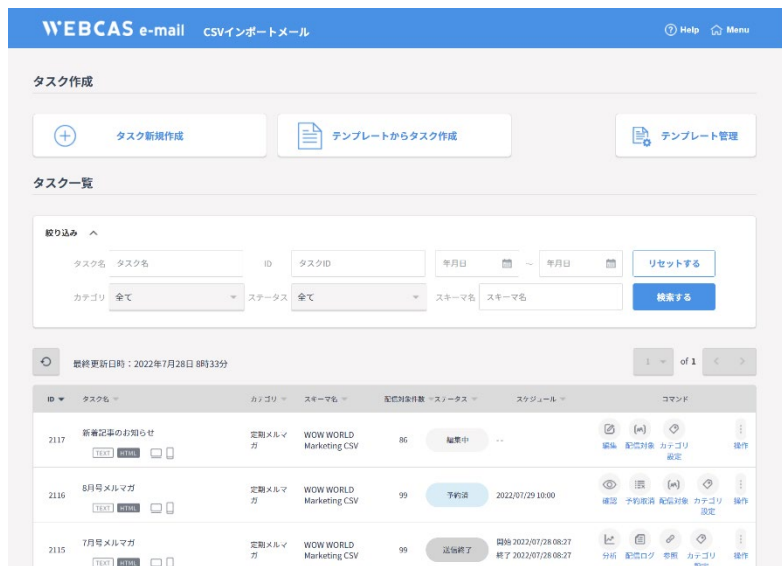 WEBCAS e-mail CSVインポートメール Help Menu
タスク作成
タスク新規作成 テンプレートからタスク作成 テンプレート管理
タスク一覧
絞り込み
タスク名 タスク名 ID タスクID 年月日 ~ 年月日 リセットする
カテゴリ 全て ステータス 全て スキーマ名 スキーマ名 検索する
最終更新日時：2022年7月28日 8時33分 1 of 1
ID タスク名 カテゴリ スキーマ名 配信対象件数 ステータス スケジュール コマンド
2117 新着記事のお知らせ 定期メルマガ WOW WORLD Marketing CSV 86 編集中 -- 編集 配信対象 カテゴリ設定 操作
TEXT HTML
2116 8月号メルマガ 定期メルマガ WOW WORLD Marketing CSV 99 予約済 2022/07/29 10:00 確認 予約取消 配信対象 カテゴリ設定 操作
TEXT HTML
2115 7月号メルマガ 定期メルマガ WOW WORLD Marketing CSV 99 送信終了 開始 2022/07/28 08:27 終了 2022/07/28 08:27 分析 配信ログ 参照 カテゴリ 操作
TEXT HTML